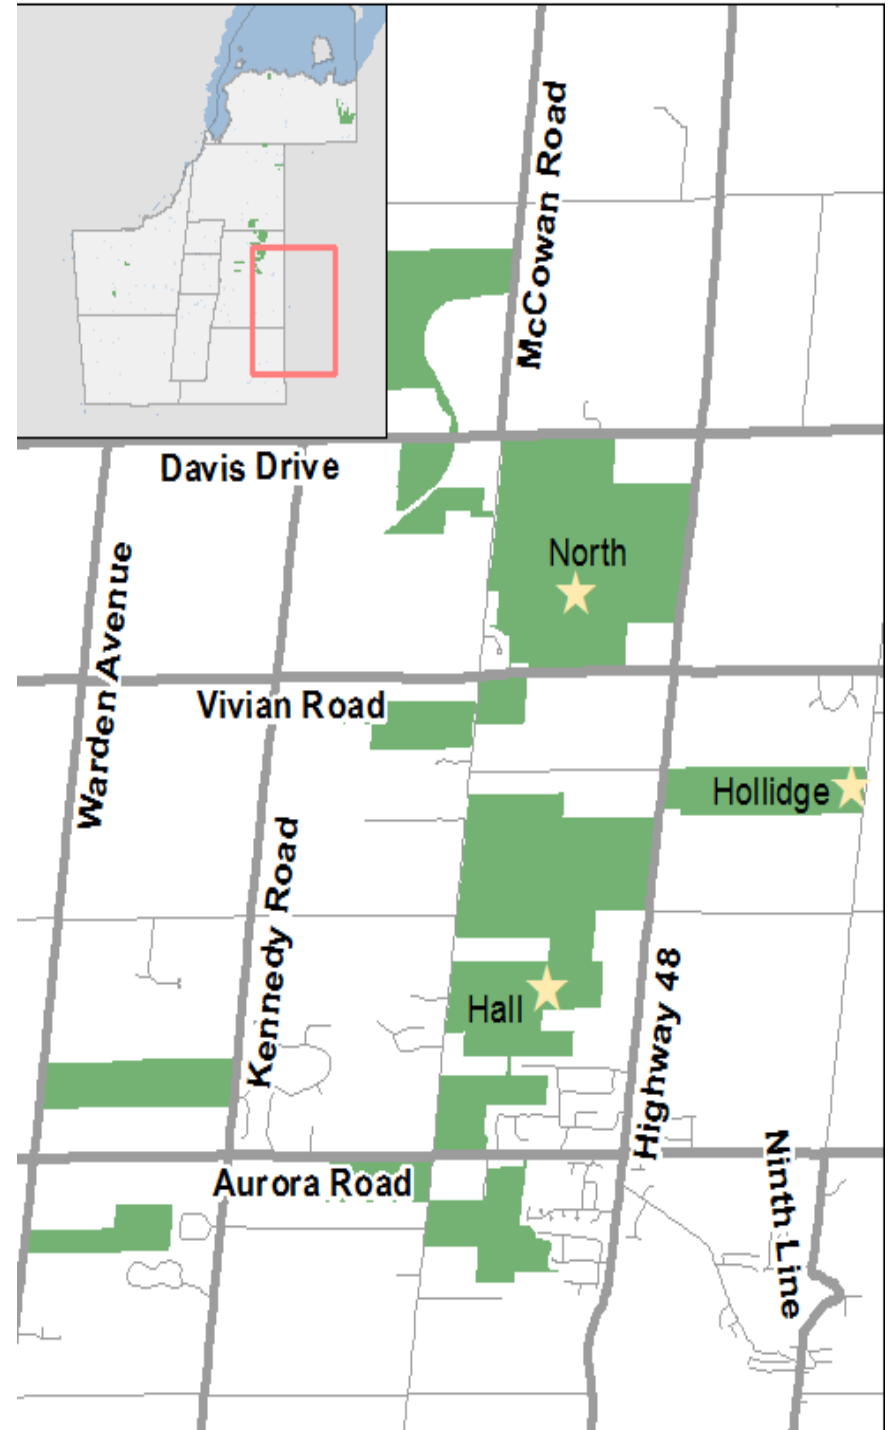 McCowan Road
Davis Drive
North
Warden Avenue
Vivian Road
Hollidge
Kennedy Road
Hall
Highway 48
Aurora Road
Ninth Line